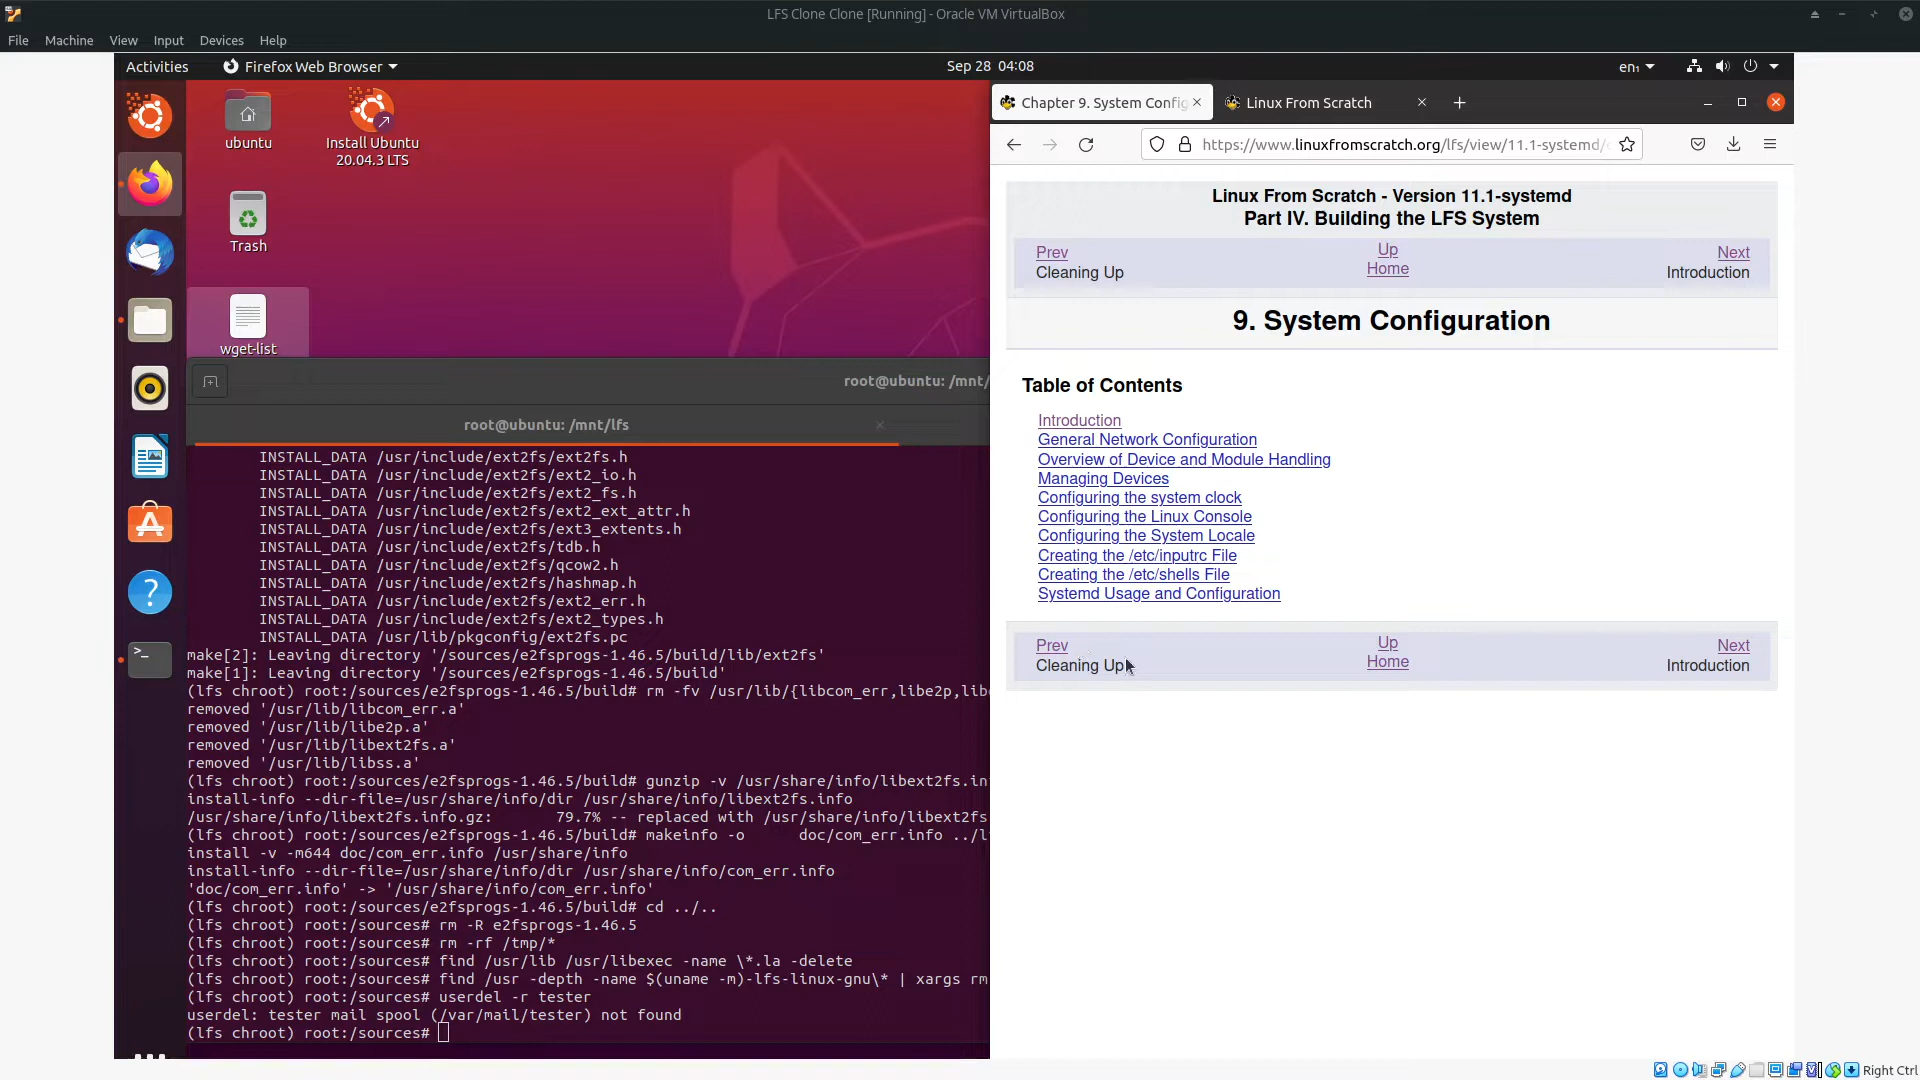 LFS Clone Clone [Running] - Oracle VM VirtualBox
File Machine View Input Devices Help
Activities Firefox Web Browser Sep 28 04:08 en₁
ubuntu
Install Ubuntu
20.04.3 LTS
Trash
wget-list
root@ubuntu: /mnt/
root@ubuntu: /mnt/lfs
INSTALL_DATA /usr/include/ext2fs/ext2fs.h
INSTALL_DATA /usr/include/ext2fs/ext2_io.h
INSTALL_DATA /usr/include/ext2fs/ext2_fs.h
INSTALL_DATA /usr/include/ext2fs/ext2_ext_attr.h
INSTALL_DATA /usr/include/ext2fs/ext3_extents.h
INSTALL_DATA /usr/include/ext2fs/tdb.h
INSTALL_DATA /usr/include/ext2fs/qcow2.h
INSTALL_DATA /usr/include/ext2fs/hashmap.h
INSTALL_DATA /usr/include/ext2fs/ext2_err.h
INSTALL_DATA /usr/include/ext2fs/ext2_types.h
INSTALL_DATA /usr/lib/pkgconfig/ext2fs.pc
make[2]: Leaving directory '/sources/e2fsprogs-1.46.5/build/lib/ext2fs'
make[1]: Leaving directory '/sources/e2fsprogs-1.46.5/build'
(lfs chroot) root:/sources/e2fsprogs-1.46.5/build# rm -fv /usr/lib/{libcom_err,libe2p,lib
removed '/usr/lib/libcom_err.a'
removed '/usr/lib/libe2p.a'
removed '/usr/lib/libext2fs.a'
removed '/usr/lib/libss.a'
(lfs chroot) root:/sources/e2fsprogs-1.46.5/build# gunzip -v /usr/share/info/libext2fs.in
install-info --dir-file=/usr/share/info/dir /usr/share/info/libext2fs.info
/usr/share/info/libext2fs.info.gz: 79.7% -- replaced with /usr/share/info/libext2fs
(lfs chroot) root:/sources/e2fsprogs-1.46.5/build# makeinfo -o doc/com_err.info ../l
install -v -m644 doc/com_err.info /usr/share/info
install-info --dir-file=/usr/share/info/dir /usr/share/info/com_err.info
'doc/com_err.info' -> '/usr/share/info/com_err.info'
(lfs chroot) root:/sources/e2fsprogs-1.46.5/build# cd ../..
(lfs chroot) root:/sources# rm -R e2fsprogs-1.46.5
(lfs chroot) root:/sources# rm -rf /tmp/*
(lfs chroot) root:/sources# find /usr/lib /usr/libexec -name \*.la -delete
(lfs chroot) root:/sources# find /usr -depth -name $(uname -m)-lfs-linux-gnu\* | xargs rm
(lfs chroot) root:/sources# userdel -r tester
userdel: tester mail spool (/var/mail/tester) not found
(lfs chroot) root:/sources#
Chapter 9. System Config
Linux From Scratch
https://www.linuxfromscratch.org/lfs/view/11.1-systemd/
Linux From Scratch - Version 11.1-systemd
Part IV. Building the LFS System
Prev Up Next
Cleaning Up Home Introduction
9. System Configuration
Table of Contents
Introduction
General Network Configuration
Overview of Device and Module Handling
Managing Devices
Configuring the system clock
Configuring the Linux Console
Configuring the System Locale
Creating the /etc/inputrc File
Creating the /etc/shells File
Systemd Usage and Configuration
Prev Up Next
Cleaning Up Home Introduction
Right Ctrl